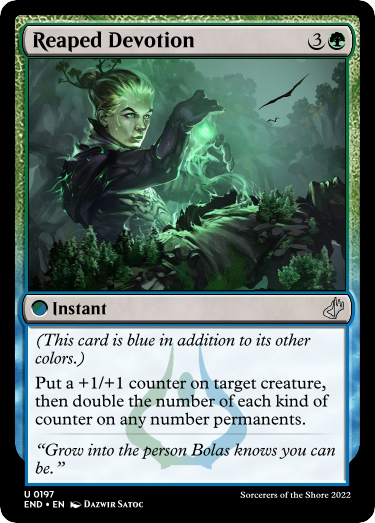 Reaped Devotion 3
Instant
(This card is blue in addition to its other
colors.)
Put a +1/+1 counter on target creature,
then double the number of each kind of
counter on any number permanents.
“Grow into the person Bolas knows you can
be.”
U 0197
END • EN Dazwir Satoc
Sorcerers of the Shore 2022